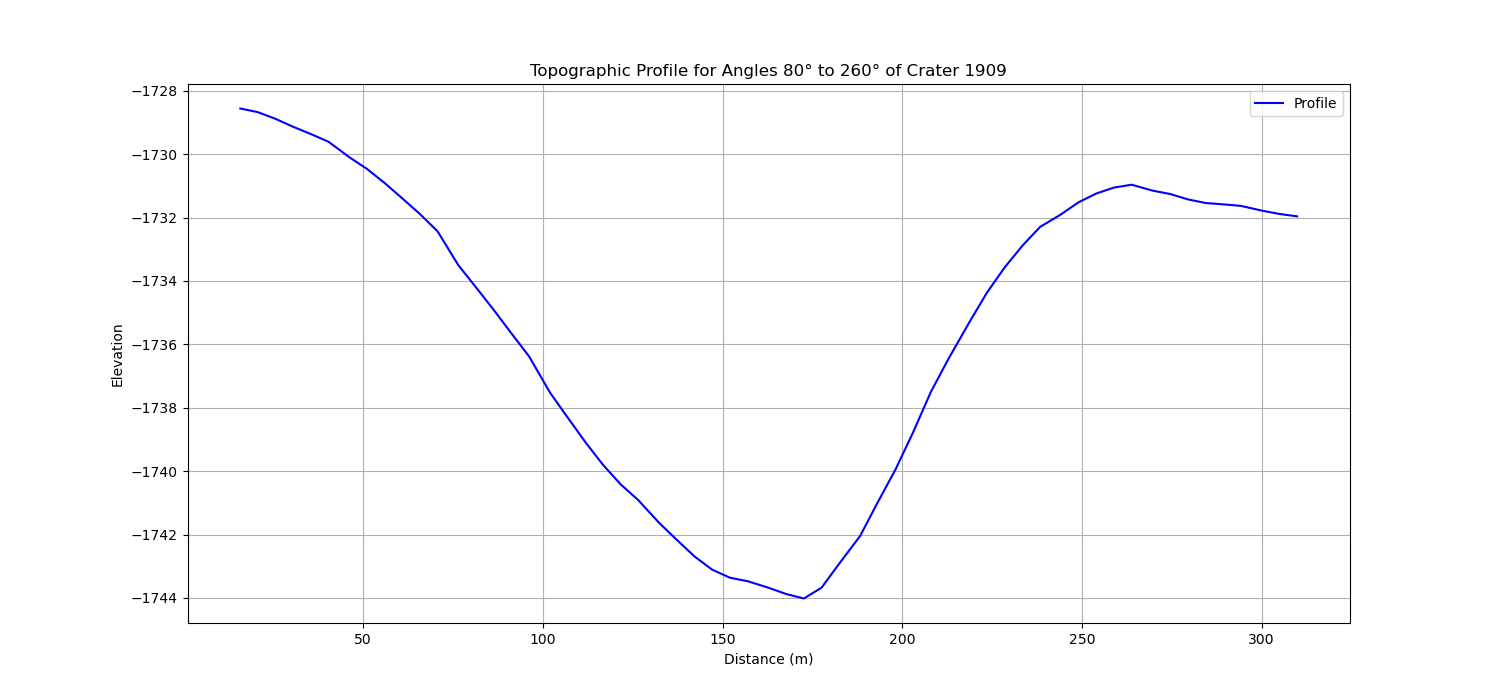 Topographic Profile for Angles 80° to 260° of Crater 1909
Profile
−1728
−1730
−1732
−1734
−1736
−1738
−1740
−1742
−1744
Elevation
50 100 150 200 250 300
Distance (m)